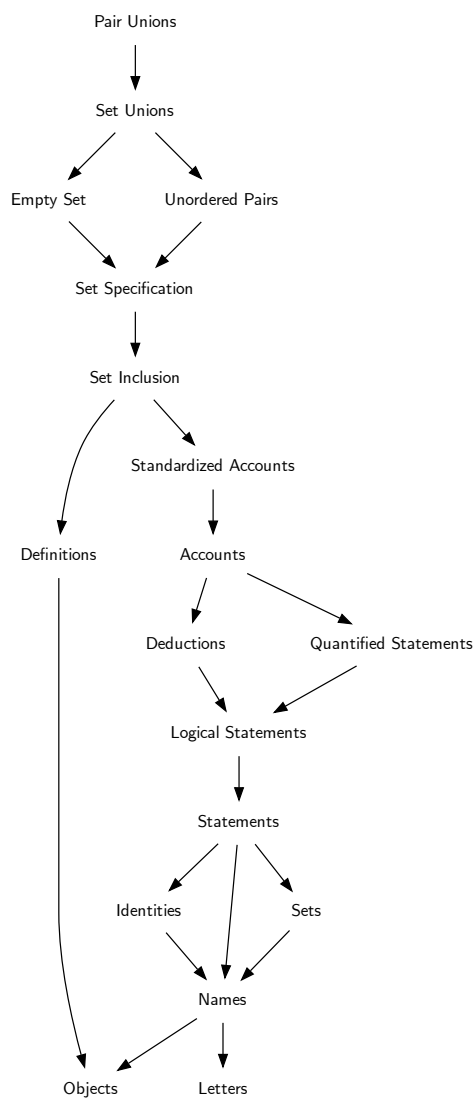 Pair Unions
Set Unions
Empty Set
Unordered Pairs
Set Specification
Set Inclusion
Standardized Accounts
Definitions
Accounts
Deductions
Quantified Statements
Logical Statements
Statements
Identities
Sets
Names
Objects
Letters